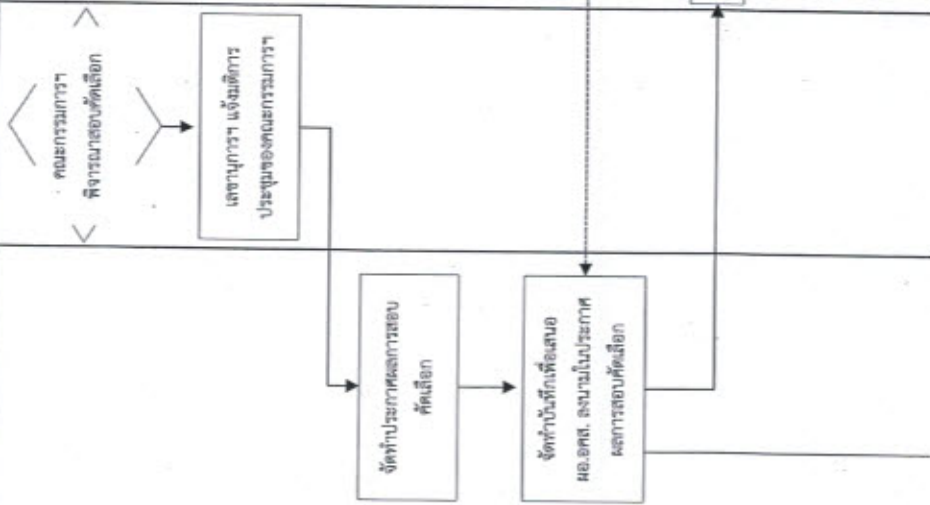 คณะกรรมการฯ
พิจารณาสอบคัดเลือก
เลขานุการฯ แจ้งมติการ
ประชุมของคณะกรรมการฯ
จัดทำประกาศผลการสอบ
คัดเลือก
จัดทำบันทึกเพื่อเสนอ
ผอ.อคส. ลงนามในประกาศ
ผลการสอบคัดเลือก